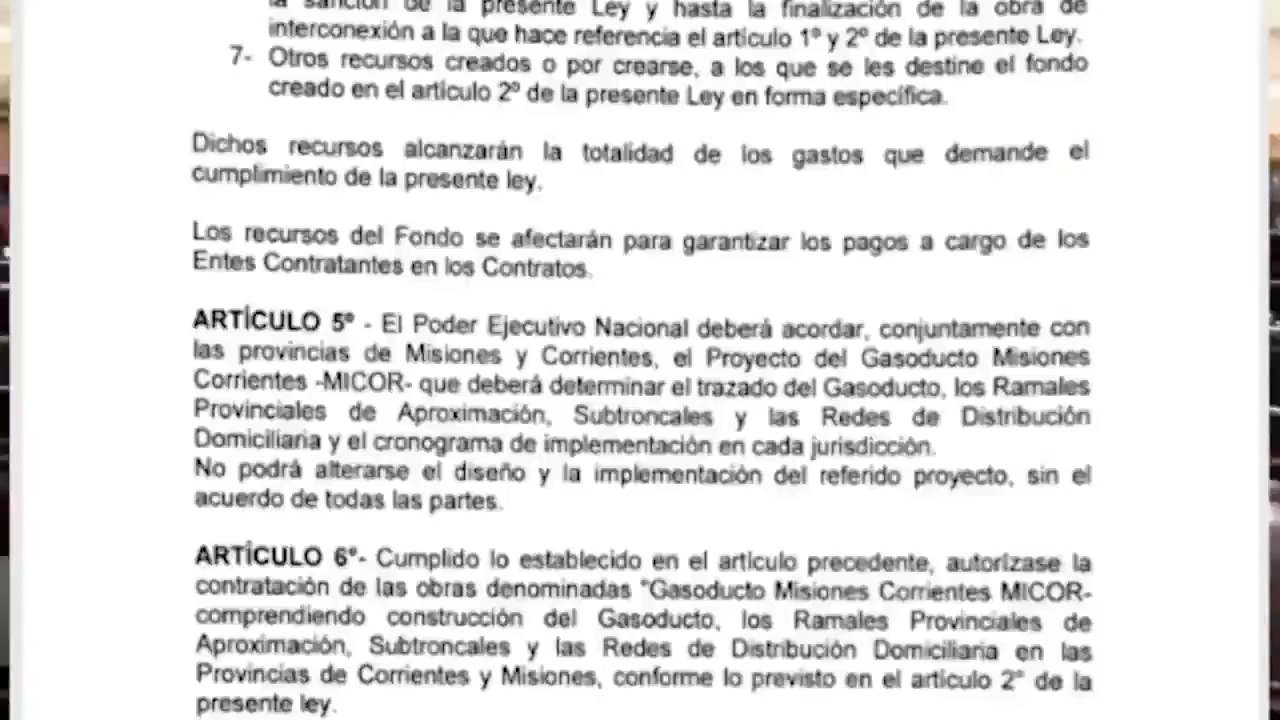 la sanción de la presente Ley y hasta la finalización de la obra de
interconexión a la que hace referencia el artículo 1º y 2º de la presente Ley.
7- Otros recursos creados o por crearse, a los que se les destine el fondo
creado en el artículo 2º de la presente Ley en forma específica.
Dichos recursos alcanzarán la totalidad de los gastos que demande el
cumplimiento de la presente ley.
Los recursos del Fondo se afectarán para garantizar los pagos a cargo de los
Entes Contratantes en los Contratos.
ARTÍCULO 5º - El Poder Ejecutivo Nacional deberá acordar, conjuntamente con
las provincias de Misiones y Corrientes, el Proyecto del Gasoducto Misiones
Corrientes -MICOR- que deberá determinar el trazado del Gasoducto, los Ramales
Provinciales de Aproximación, Subtroncales y las Redes de Distribución
Domiciliaria y el cronograma de implementación en cada jurisdicción.
No podrá alterarse el diseño y la implementación del referido proyecto, sin el
acuerdo de todas las partes.
ARTÍCULO 6º- Cumplido lo establecido en el artículo precedente, autorízase la
contratación de las obras denominadas "Gasoducto Misiones Corrientes MICOR-
comprendiendo construcción del Gasoducto, los Ramales Provinciales de
Aproximación, Subtroncales y las Redes de Distribución Domiciliaria en las
Provincias de Corrientes y Misiones, conforme lo previsto en el artículo 2° de la
presente ley.